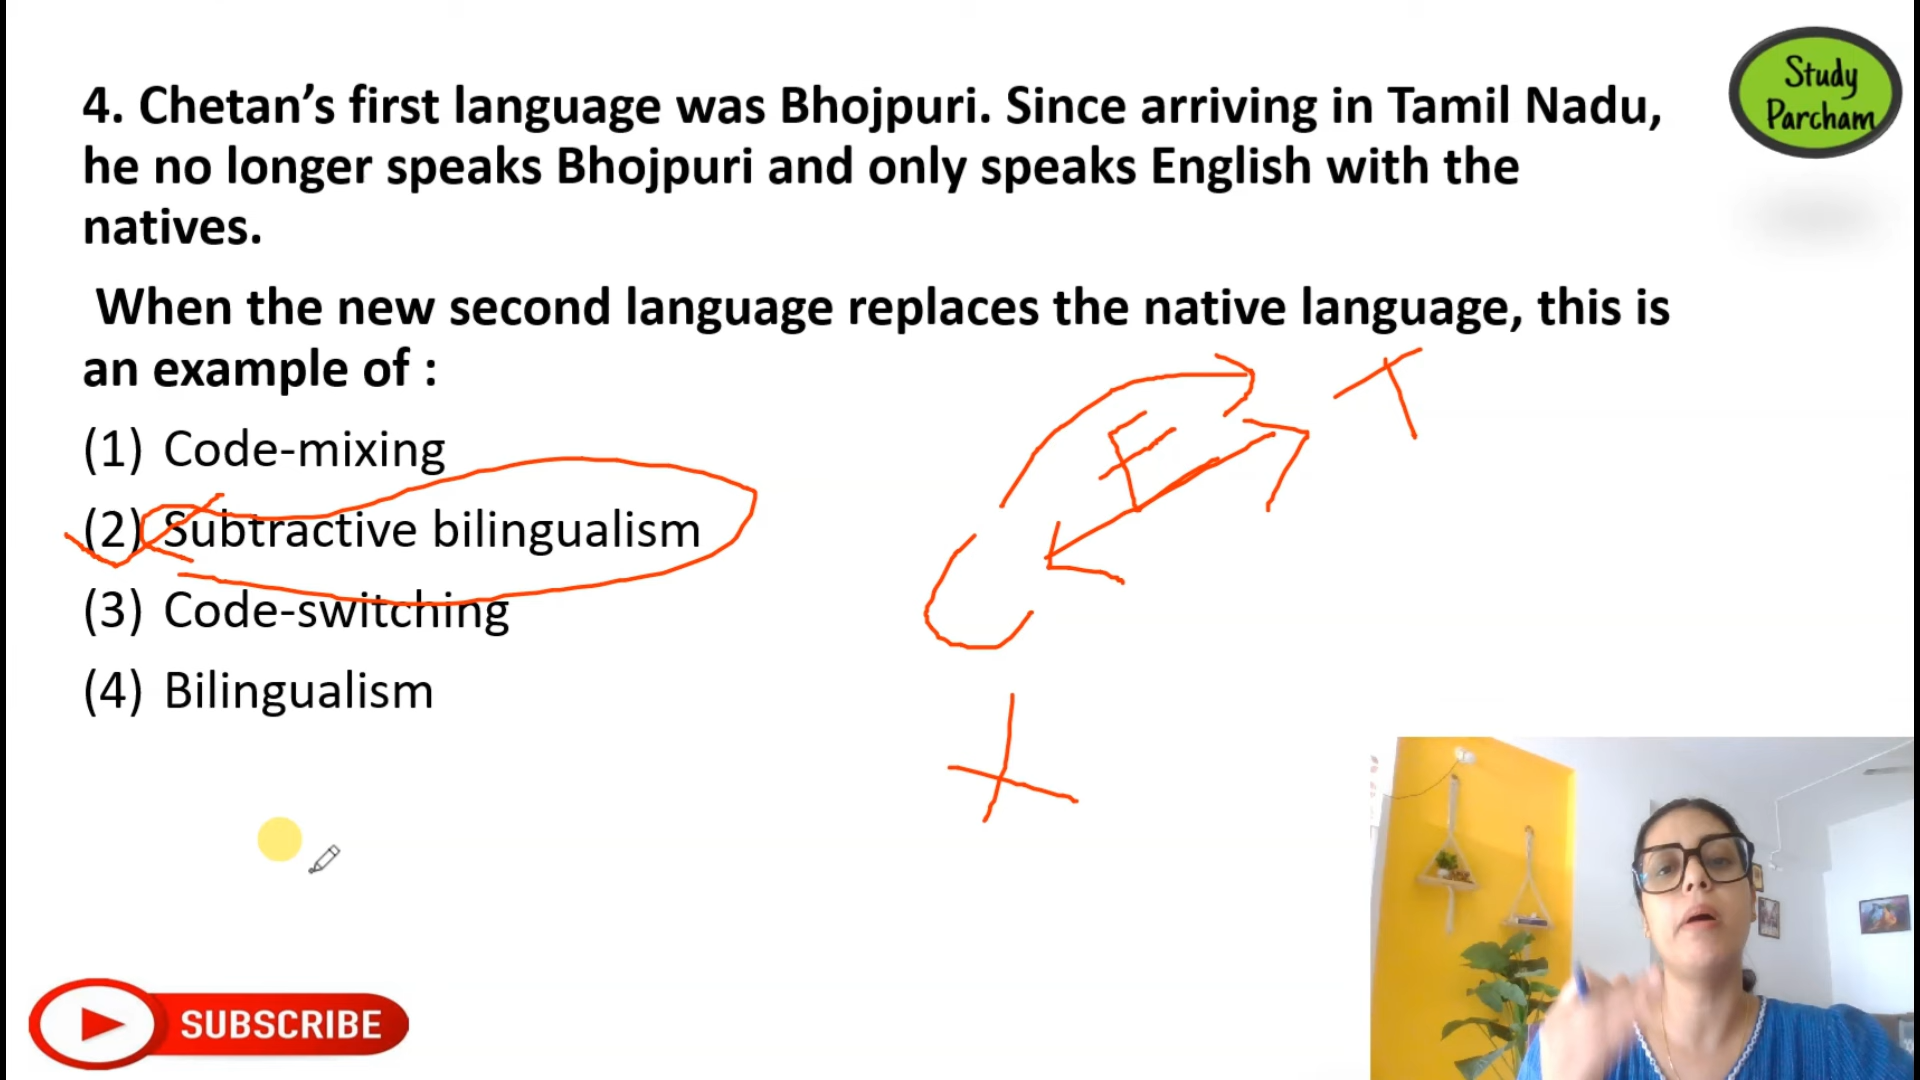 Study
Parcham
4. Chetan’s first language was Bhojpuri. Since arriving in Tamil Nadu,
he no longer speaks Bhojpuri and only speaks English with the
natives.
When the new second language replaces the native language, this is
an example of :
(1) Code-mixing
(2) Subtractive bilingualism
(3) Code-switching
(4) Bilingualism
E
T
SUBSCRIBE